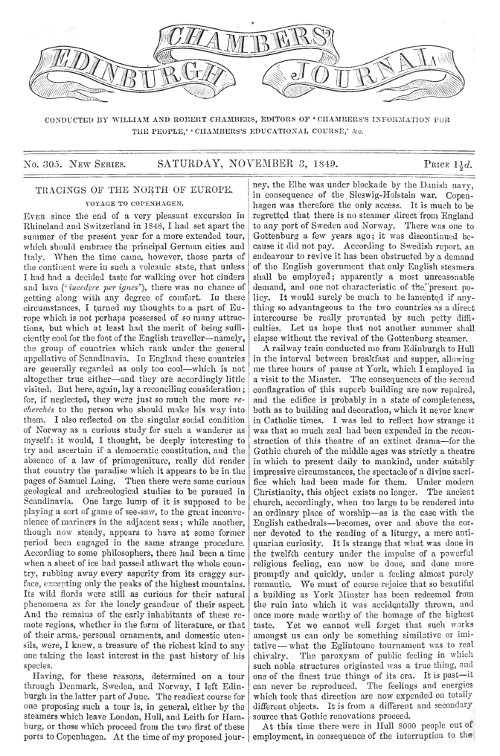 CHAMBERS'
EDINBURGH
JOURNAL
CONDUCTED BY WILLIAM AND ROBERT CHAMBERS, EDITORS OF 'CHAMBERS'S INFORMATION FOR
THE PEOPLE,' 'CHAMBERS'S EDUCATIONAL COURSE,' &c.
No. 305. New Series. SATURDAY, NOVEMBER 3, 1849. Price 1½d.
TRACINGS OF THE NORTH OF EUROPE.
VOYAGE TO COPENHAGEN.
Ever since the end of a very pleasant excursion in
Rhineland and Switzerland in 1848, I had set apart the
summer of the present year for a more extended tour,
which should embrace the principal German cities and
Italy. When the time came, however, those parts of
the continent were in such a volcanic state, that unless
I had had a decided taste for walking over hot cinders
and lava ('incedere per ignes'), there was no chance of
getting along with any degree of comfort. In these
circumstances, I turned my thoughts to a part of Eu-
rope which is not perhaps possessed of so many attrac-
tions, but which at least had the merit of being suffi-
ciently cool for the foot of the English traveller—namely,
the group of countries which rank under the general
appellative of Scandinavia. In England these countries
are generally regarded as only too cool—which is not
altogether true either—and they are accordingly little
visited. But here, again, lay a reconciling consideration;
for, if neglected, they were just so much the more re-
cherchés to the person who should make his way into
them. I also reflected on the singular social condition
of Norway as a curious study for such a wanderer as
myself: it would, I thought, be deeply interesting to
try and ascertain if a democratic constitution, and the
absence of a law of primogeniture, really did render
that country the paradise which it appears to be in the
pages of Samuel Laing. Then there were some curious
geological and archæological studies to be pursued in
Scandinavia. One large lump of it is supposed to be
playing a sort of game of see-saw, to the great inconve-
nience of mariners in the adjacent seas; while another,
though now steady, appears to have at some former
period been engaged in the same strange procedure.
According to some philosophers, there had been a time
when a sheet of ice had passed athwart the whole coun-
try, rubbing away every asperity from its craggy sur-
face, excepting only the peaks of the highest mountains.
Its wild fiords were still as curious for their natural
phenomena as for the lonely grandeur of their aspect.
And the remains of the early inhabitants of these re-
mote regions, whether in the form of literature, or that
of their arms, personal ornaments, and domestic uten-
sils, were, I knew, a treasure of the richest kind to any
one taking the least interest in the past history of his
species.
Having, for these reasons, determined on a tour
through Denmark, Sweden, and Norway, I left Edin-
burgh in the latter part of June. The readiest course for
one proposing such a tour is, in general, either by the
steamers which leave London, Hull, and Leith for Ham-
burg, or those which proceed from the two first of these
ports to Copenhagen. At the time of my proposed jour-
ney, the Elbe was under blockade by the Danish navy,
in consequence of the Sleswig-Holstein war. Copen-
hagen was therefore the only access. It is much to be
regretted that there is no steamer direct from England
to any port of Sweden and Norway. There was one to
Gottenburg a few years ago; it was discontinued be-
cause it did not pay. According to Swedish report, an
endeavour to revive it has been obstructed by a demand
of the English government that only English steamers
shall be employed; apparently a most unreasonable
demand, and one not characteristic of the present po-
licy. It would surely be much to be lamented if any-
thing so advantageous to the two countries as a direct
intercourse be really prevented by such petty diffi-
culties. Let us hope that not another summer shall
elapse without the revival of the Gottenburg steamer.
A railway train conducted me from Edinburgh to Hull
in the interval between breakfast and supper, allowing
me three hours of pause at York, which I employed in
a visit to the Minster. The consequences of the second
conflagration of this superb building are now repaired,
and the edifice is probably in a state of completeness,
both as to building and decoration, which it never knew
in Catholic times. I was led to reflect how strange it
was that so much zeal had been expended in the recon-
struction of this theatre of an extinct drama—for the
Gothic church of the middle ages was strictly a theatre
in which to present daily to mankind, under suitably
impressive circumstances, the spectacle of a divine sacri-
fice which had been made for them. Under modern
Christianity, this object exists no longer. The ancient
church, accordingly, when too large to be rendered into
an ordinary place of worship—as is the case with the
English cathedrals—becomes, over and above the cor-
ner devoted to the reading of a liturgy, a mere anti-
quarian curiosity. It is strange that what was done in
the twelfth century under the impulse of a powerful
religious feeling, can now be done, and done more
promptly and quickly, under a feeling almost purely
romantic. We must of course rejoice that so beautiful
a building as York Minster has been redeemed from
the ruin into which it was accidentally thrown, and
once more made worthy of the homage of the highest
taste. Yet we cannot well forget that such works
amongst us can only be something similative or imi-
tative—what the Eglintoune tournament was to real
chivalry. The paroxysm of public feeling in which
such noble structures originated was a true thing, and
one of the finest true things of its era. It is past—it
can never be reproduced. The feelings and energies
which took that direction are now expended on totally
different objects. It is from a different and secondary
source that Gothic renovations proceed.
At this time there were in Hull 3000 people out of
employment, in consequence of the interruption to the